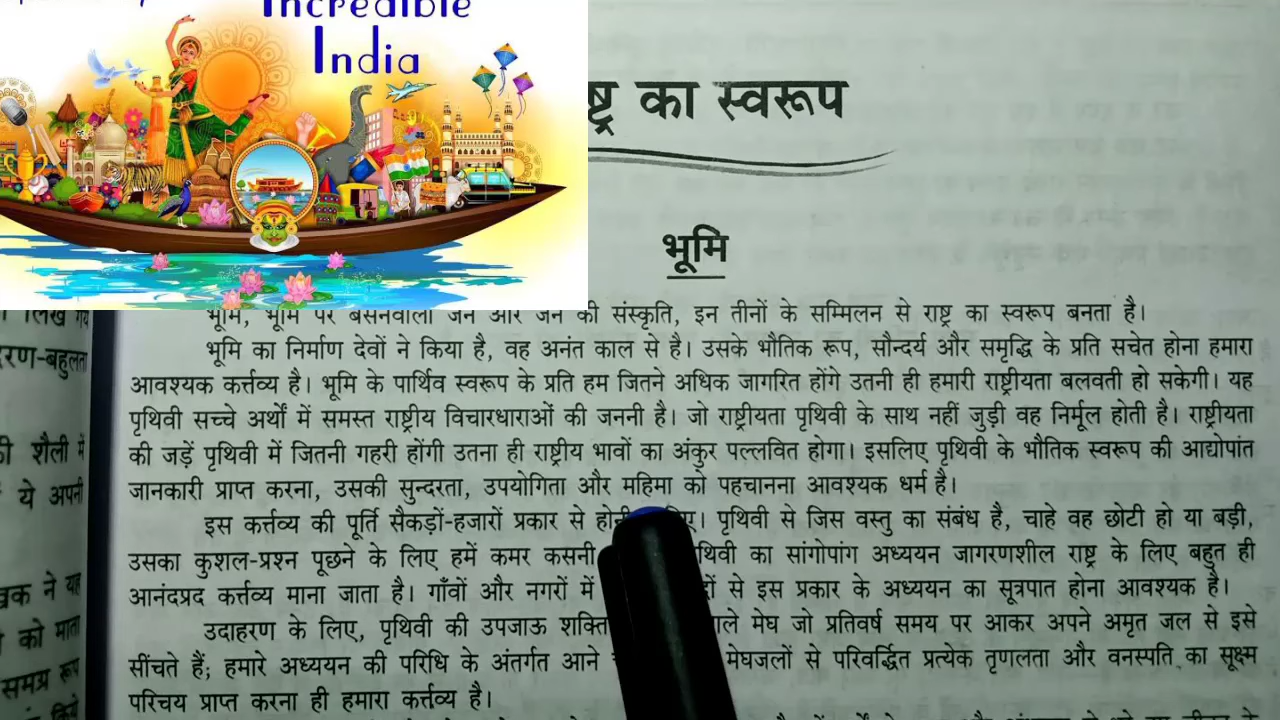 Incredible
India
ष्ट्र का स्वरूप
भूमि
भूमि, भूमि पर बसनेवाला जन और जन की संस्कृति, इन तीनों के सम्मिलन से राष्ट्र का स्वरूप बनता है।
भूमि का निर्माण देवों ने किया है, वह अनंत काल से है। उसके भौतिक रूप, सौन्दर्य और समृद्धि के प्रति सचेत होना हमारा
आवश्यक कर्त्तव्य है। भूमि के पार्थिव स्वरूप के प्रति हम जितने अधिक जागरित होंगे उतनी ही हमारी राष्ट्रीयता बलवती हो सकेगी। यह
पृथिवी सच्चे अर्थों में समस्त राष्ट्रीय विचारधाराओं की जननी है। जो राष्ट्रीयता पृथिवी के साथ नहीं जुड़ी वह निर्मूल होती है। राष्ट्रीयता
की जड़ें पृथिवी में जितनी गहरी होंगी उतना ही राष्ट्रीय भावों का अंकुर पल्लवित होगा। इसलिए पृथिवी के भौतिक स्वरूप की आद्योपांत
जानकारी प्राप्त करना, उसकी सुन्दरता, उपयोगिता और महिमा को पहचानना आवश्यक धर्म है।
इस कर्त्तव्य की पूर्ति सैकड़ों-हजारों प्रकार से पृथिवी से जिस वस्तु का संबंध है, चाहे वह छोटी हो या बड़ी,
उसका कुशल-प्रश्न पूछने के लिए हमें कमर कसनी थिवी का सांगोपांग अध्ययन जागरणशील राष्ट्र के लिए बहुत ही
आनंदप्रद कर्त्तव्य माना जाता है। गाँवों और नगरों में से इस प्रकार के अध्ययन का सूत्रपात होना आवश्यक है।
उदाहरण के लिए, पृथिवी की उपजाऊ शक्ति ाले मेघ जो प्रतिवर्ष समय पर आकर अपने अमृत जल से इसे
सींचते हैं; हमारे अध्ययन की परिधि के अंतर्गत आने मेघजलों से परिवर्द्धित प्रत्येक तृणलता और वनस्पति का सूक्ष्म
परिचय प्राप्त करना ही हमारा कर्त्तव्य है।
रण-बहुलता
की शैली में
ये अपनी
खक ने यह
को माता
समग्र रूप